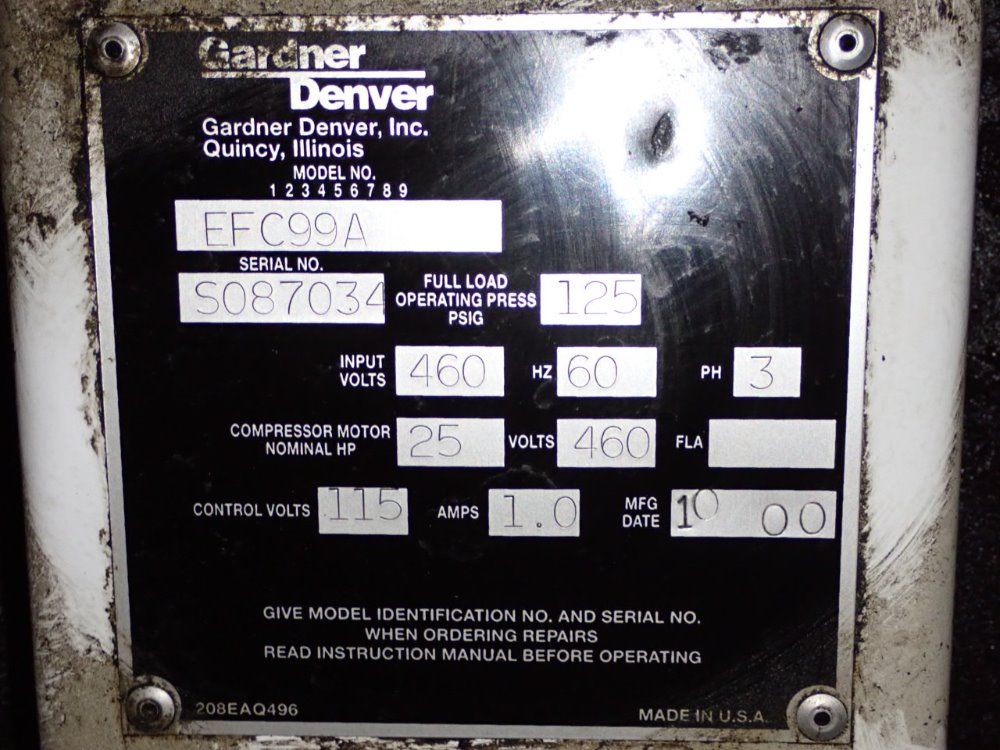 Gardner
Denver
Gardner Denver, Inc.
Quincy, Illinois
MODEL NO.
1 2 3 4 5 6 7 8 9
EFC99A
SERIAL NO.
S087034
FULL LOAD
OPERATING PRESS
PSIG
125
INPUT
VOLTS
460
HZ
60
PH
3
COMPRESSOR MOTOR
NOMINAL HP
25
VOLTS
460
FLA
CONTROL VOLTS
115
AMPS
1.0
MFG
DATE
10 00
GIVE MODEL IDENTIFICATION NO. AND SERIAL NO.
WHEN ORDERING REPAIRS
READ INSTRUCTION MANUAL BEFORE OPERATING
208EAQ496
MADE IN U.S.A.